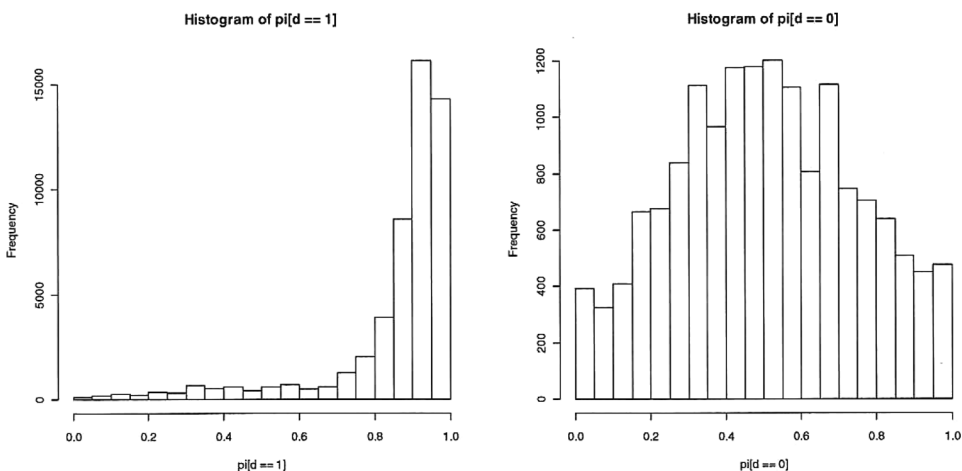 Histogram of pi[d == 1]
Frequency
15000
10000
5000
0
0.0 0.2 0.4 0.6 0.8 1.0
pi[d == 1]
Histogram of pi[d == 0]
Frequency
1200
1000
800
600
400
200
0
0.0 0.2 0.4 0.6 0.8 1.0
pi[d == 0]